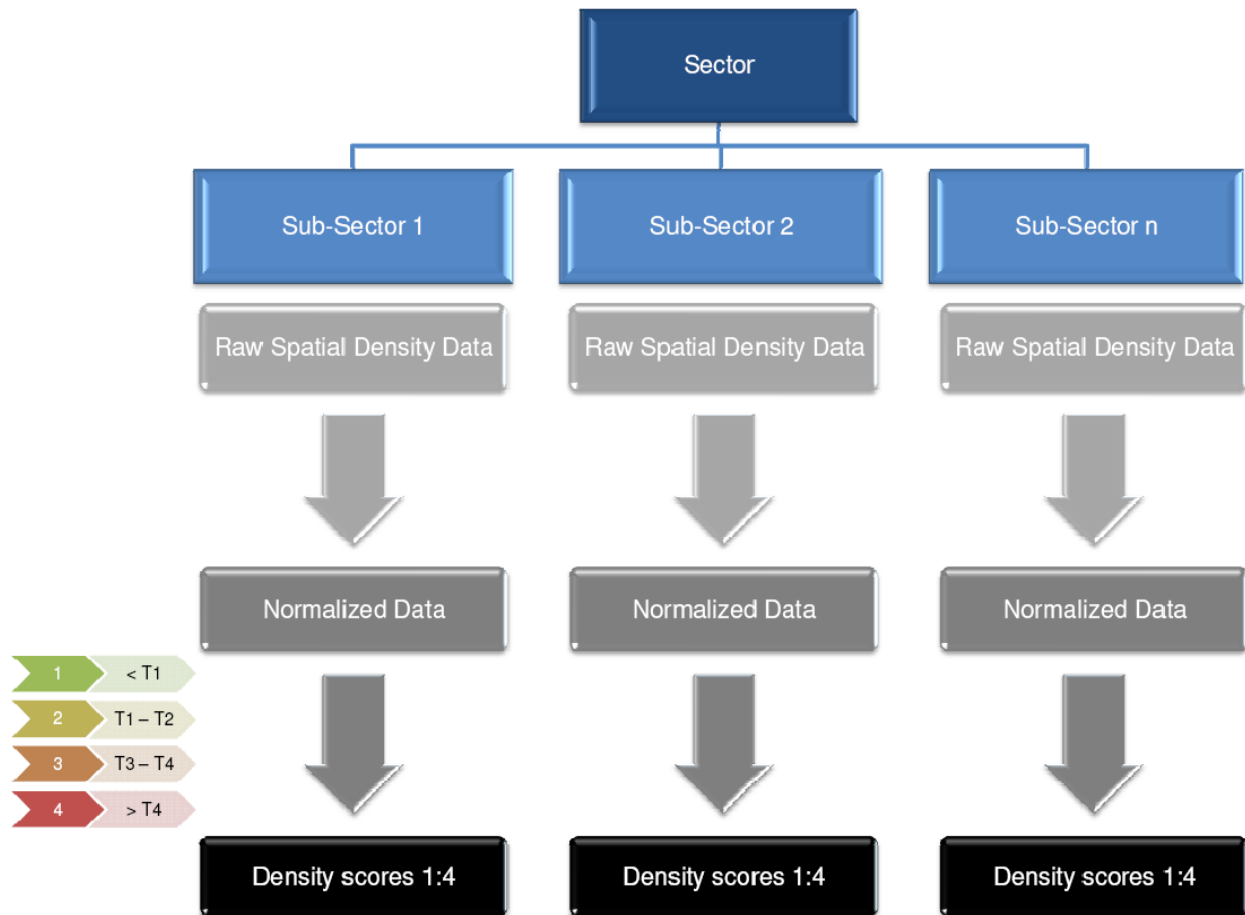 Sector
Sub-Sector 1
Sub-Sector 2
Sub-Sector n
Raw Spatial Density Data
Raw Spatial Density Data
Raw Spatial Density Data
Normalized Data
Normalized Data
Normalized Data
1 < T1
2 T1 – T2
3 T3 – T4
4 > T4
Density scores 1:4
Density scores 1:4
Density scores 1:4